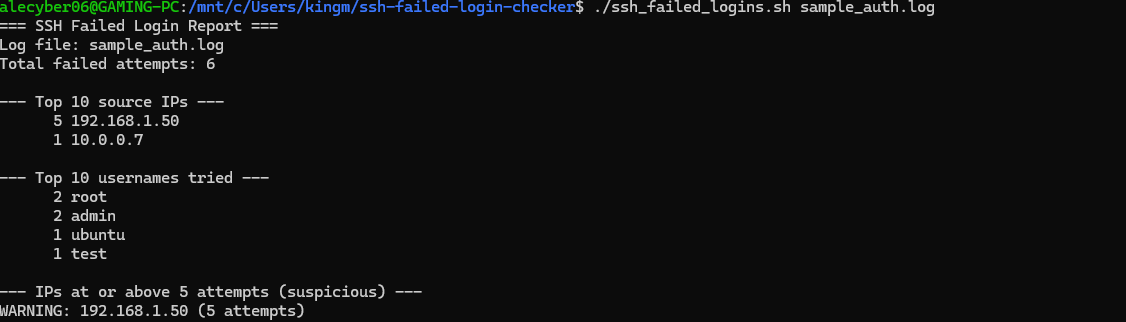 alecyber06@GAMING-PC:/mnt/c/Users/kingm/ssh-failed-login-checker$ ./ssh_failed_logins.sh sample_auth.log
=== SSH Failed Login Report ===
Log file: sample_auth.log
Total failed attempts: 6
--- Top 10 source IPs ---
5 192.168.1.50
1 10.0.0.7
--- Top 10 usernames tried ---
2 root
2 admin
1 ubuntu
1 test
--- IPs at or above 5 attempts (suspicious) ---
WARNING: 192.168.1.50 (5 attempts)